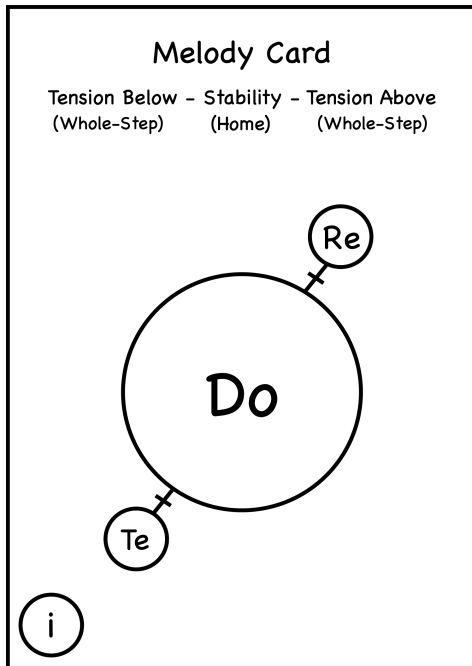 Melody Card
Tension Below - Stability - Tension Above
(Whole-Step) (Home) (Whole-Step)
Re
Do
Te
i